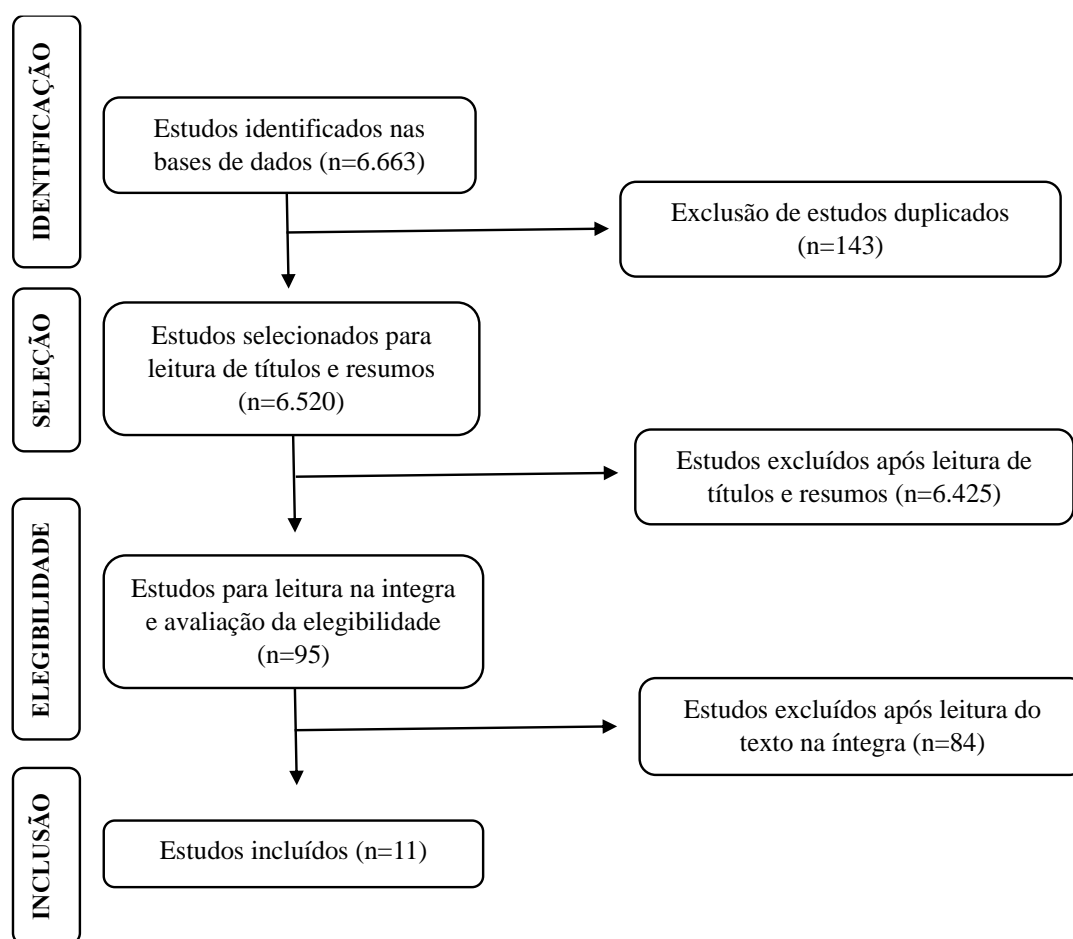 IDENTIFICAÇÃO
Estudos identificados nas
bases de dados (n=6.663)
Exclusão de estudos duplicados
(n=143)
SELEÇÃO
Estudos selecionados para
leitura de títulos e resumos
(n=6.520)
Estudos excluídos após leitura de
títulos e resumos (n=6.425)
ELEGIBILIDADE
Estudos para leitura na integra
e avaliação da elegibilidade
(n=95)
Estudos excluídos após leitura do
texto na íntegra (n=84)
INCLUSÃO
Estudos incluídos (n=11)